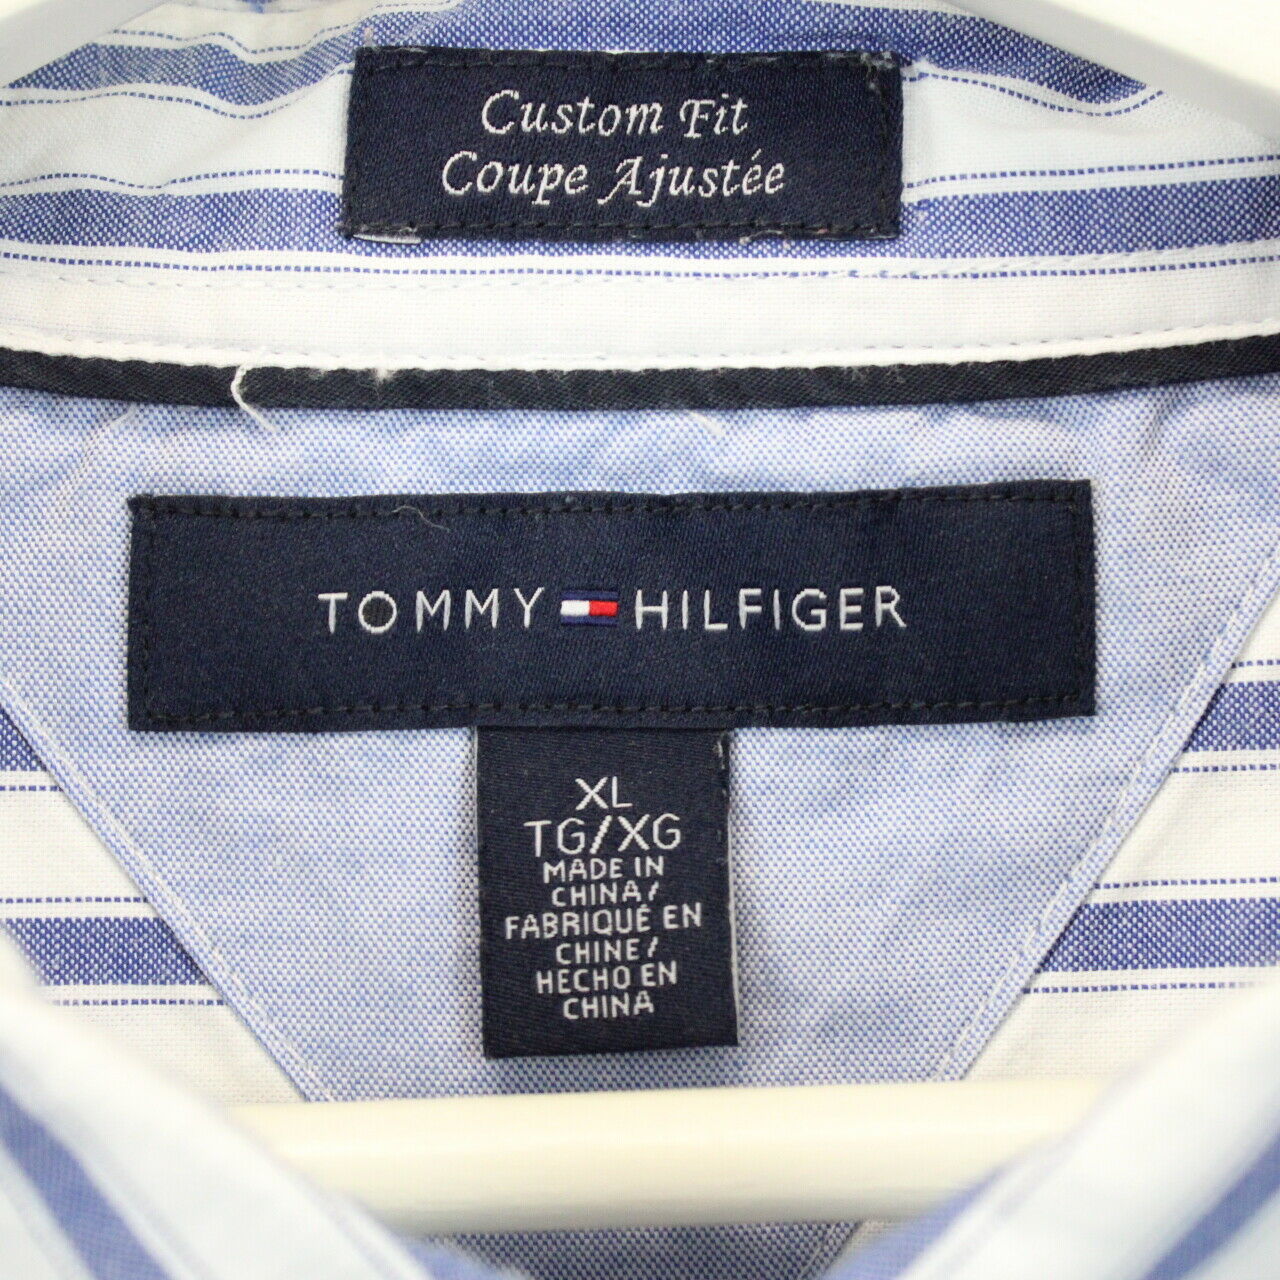 Custom Fit
Coupe Ajustée
TOMMY HILFIGER
XL
TG/XG
MADE IN
CHINA/
FABRIQUÉ EN
CHINE/
HECHO EN
CHINA